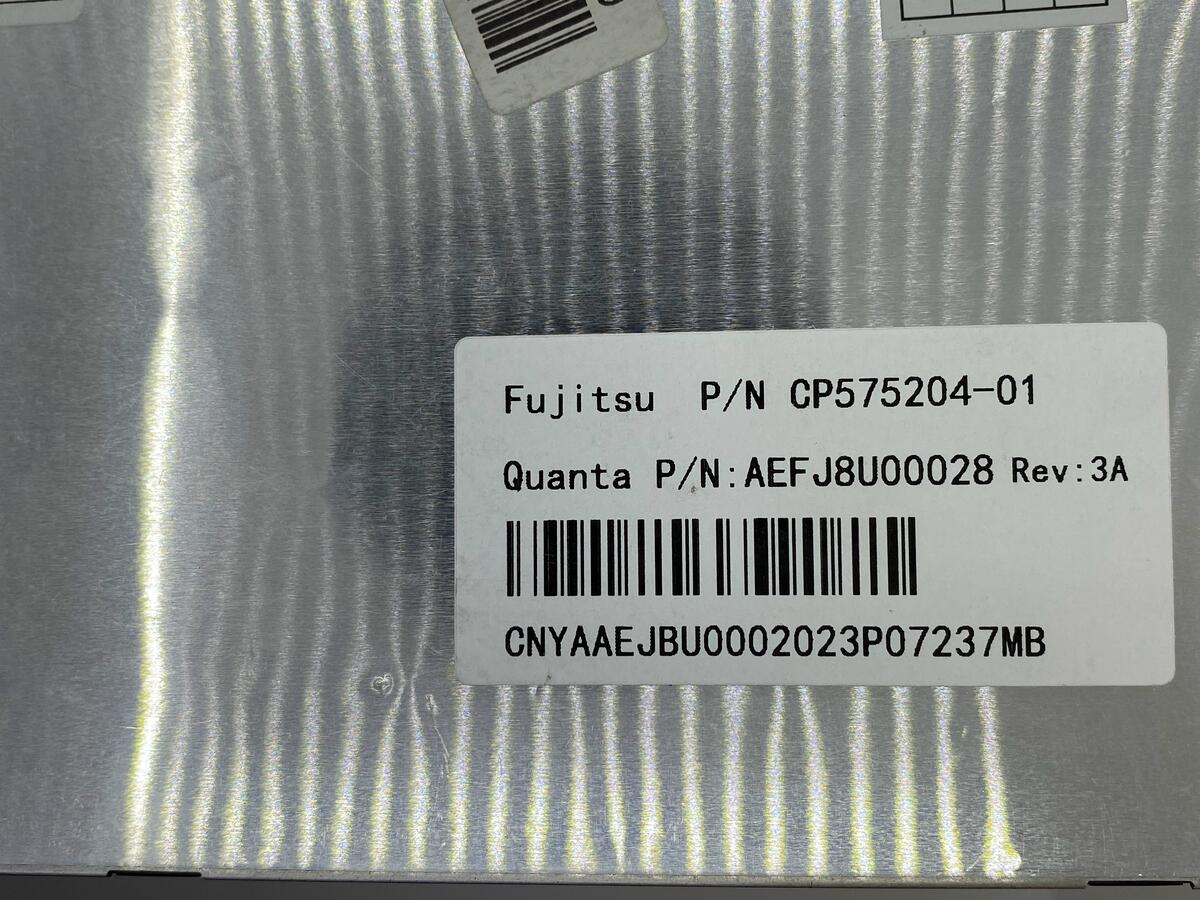 Fujitsu P/N CP575204-01
Quanta P/N:AEFJ8U00028 Rev:3A
CNYAAEJBU0002023P07237MB